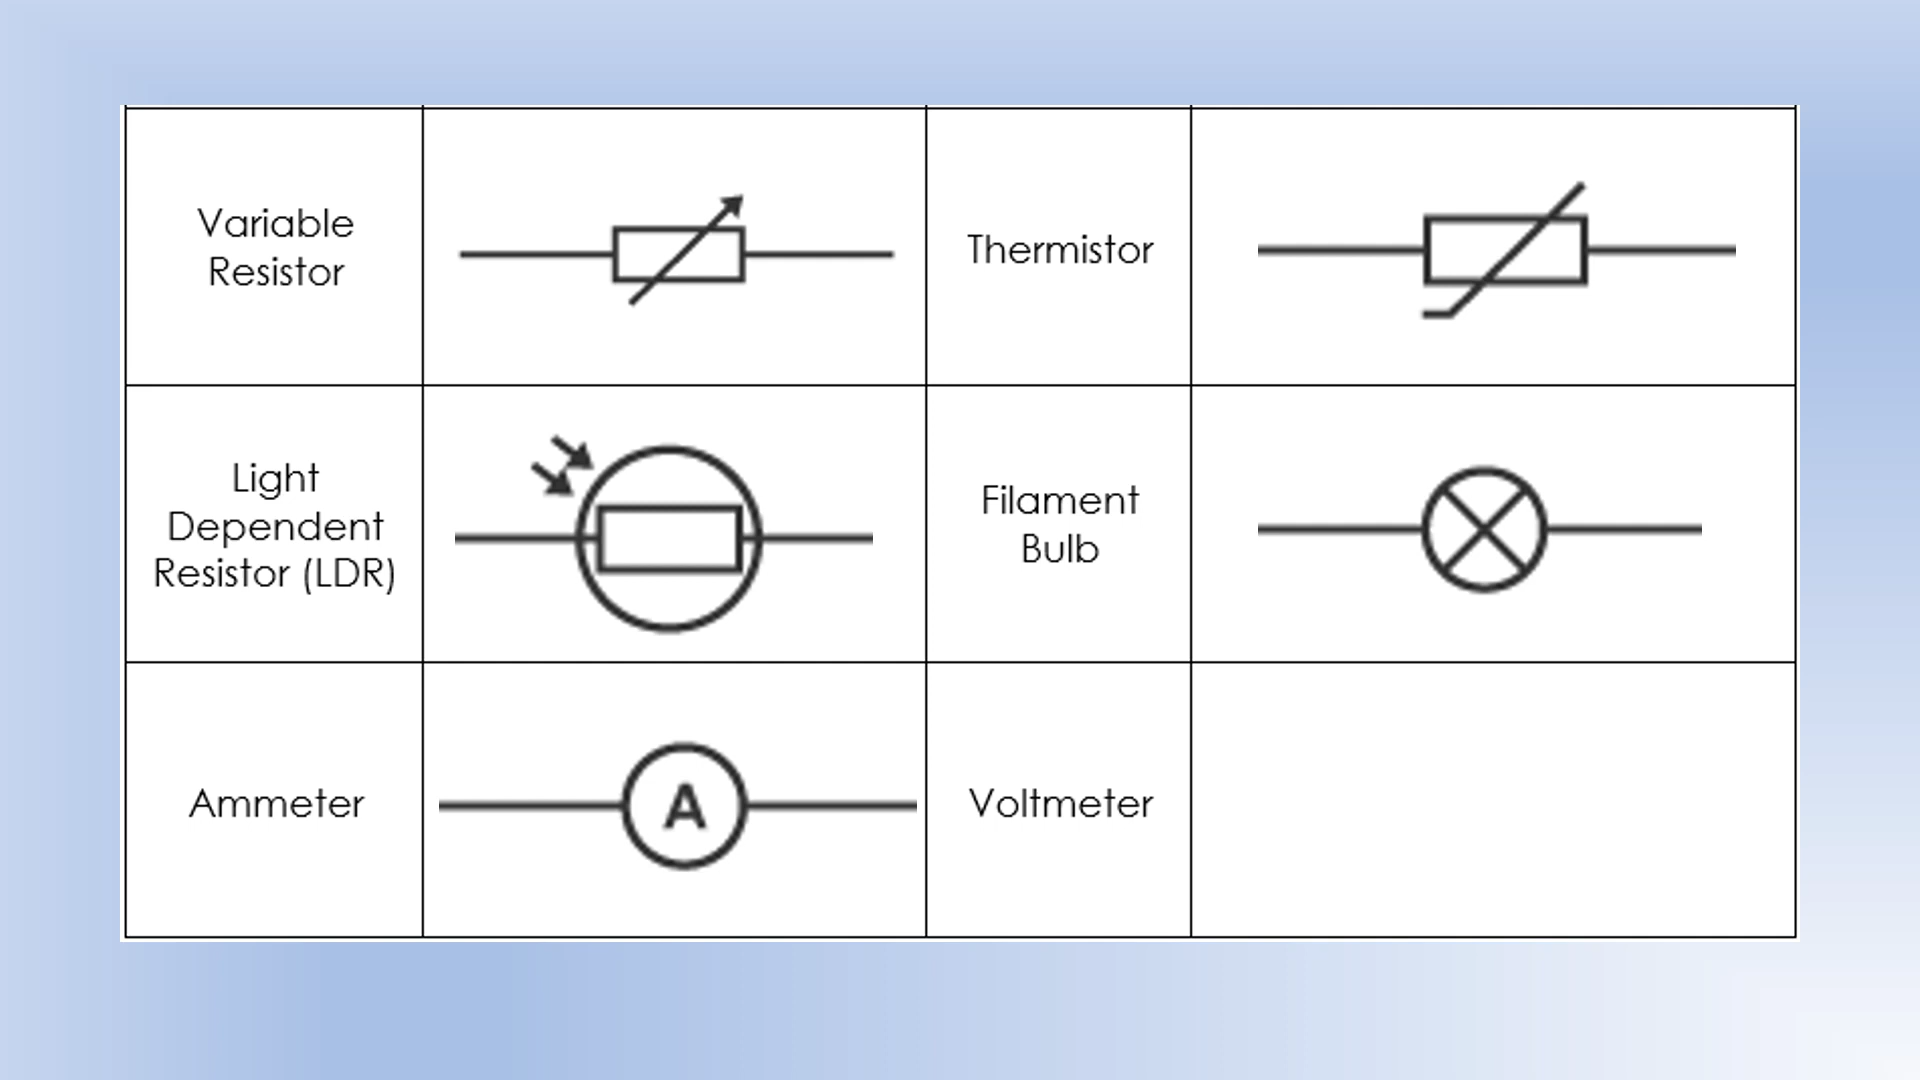 Variable
Resistor
Thermistor
Light
Dependent
Resistor (LDR)
Filament
Bulb
Ammeter
A
Voltmeter